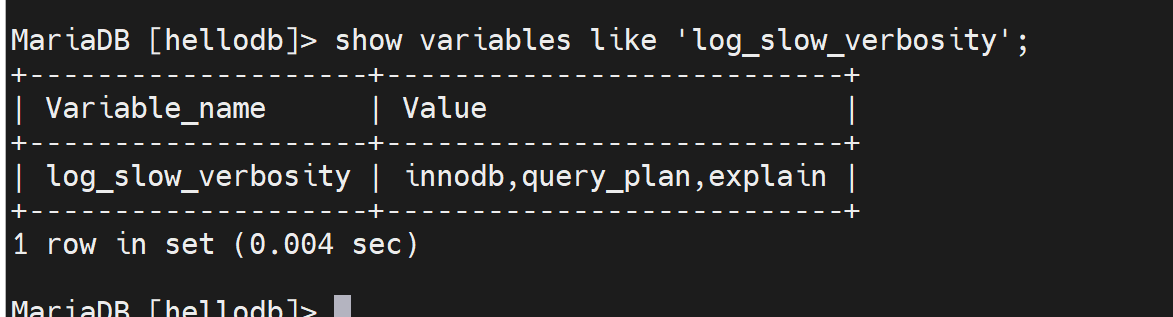 MariaDB [hellodb]> show variables like 'log_slow_verbosity';
+--------------------+---------------------------+
| Variable_name      | Value                     |
+--------------------+---------------------------+
| log_slow_verbosity | innodb,query_plan,explain |
+--------------------+---------------------------+
1 row in set (0.004 sec)
MariaDB [hellodb]>